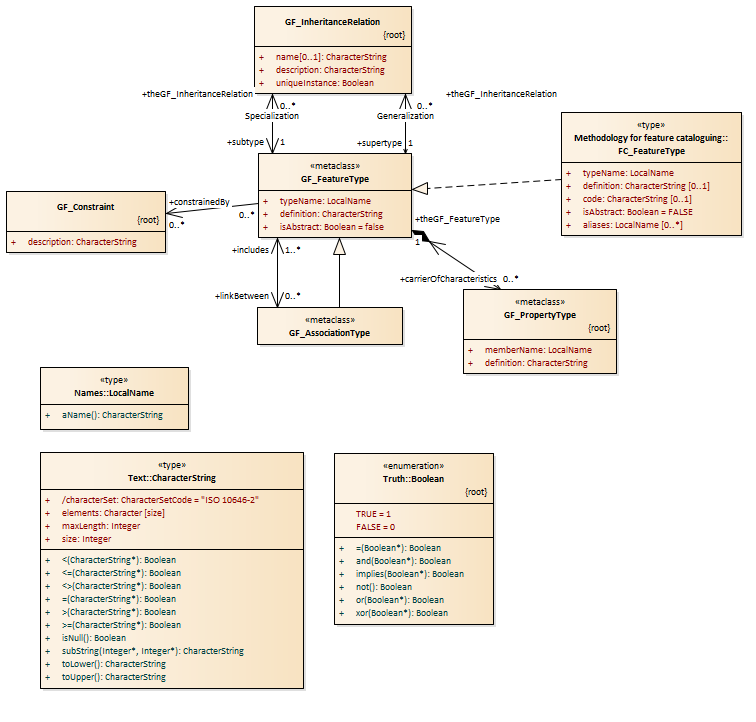 GF_InheritanceRelation
{root}
+ name[0..1]: CharacterString
+ description: CharacterString
+ uniqueInstance: Boolean
+theGF_InheritanceRelation
0..*
Specialization
+subtype
1
+theGF_InheritanceRelation
0..*
Generalization
+supertype
1
«metaclass»
GF_FeatureType
+ typeName: LocalName
+ definition: CharacterString
+ isAbstract: Boolean = false
«type»
Methodology for feature cataloguing::
FC_FeatureType
+ typeName: LocalName
+ definition: CharacterString [0..1]
+ code: CharacterString [0..1]
+ isAbstract: Boolean = FALSE
+ aliases: LocalName [0..*]
GF_Constraint
{root}
+ description: CharacterString
+constrainedBy
0..*
0..*
+theGF_FeatureType
1
+includes
1..*
+linkBetween
0..*
+carrierOfCharacteristics
0..*
«metaclass»
GF_AssociationType
«metaclass»
GF_PropertyType
{root}
+ memberName: LocalName
+ definition: CharacterString
«type»
Names::LocalName
+ aName(): CharacterString
«type»
Text::CharacterString
+ /characterSet: CharacterSetCode = "ISO 10646-2"
+ elements: Character [size]
+ maxLength: Integer
+ size: Integer
+ <(CharacterString*): Boolean
+ <=(CharacterString*): Boolean
+ <>(CharacterString*): Boolean
+ =(CharacterString*): Boolean
+ >(CharacterString*): Boolean
+ >=(CharacterString*): Boolean
+ isNull(): Boolean
+ subString(Integer*, Integer*): CharacterString
+ toLower(): CharacterString
+ toUpper(): CharacterString
«enumeration»
Truth::Boolean
{root}
TRUE = 1
FALSE = 0
+ =(Boolean*): Boolean
+ and(Boolean*): Boolean
+ implies(Boolean*): Boolean
+ not(): Boolean
+ or(Boolean*): Boolean
+ xor(Boolean*): Boolean